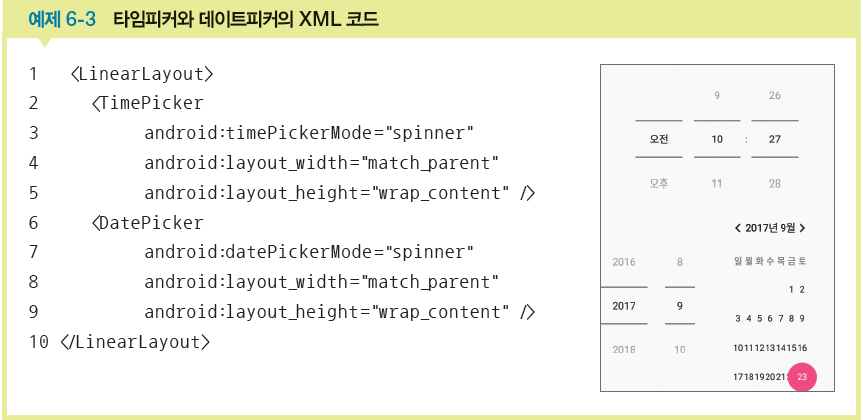 예제 6-3 타임피커와 데이트피커의 XML 코드
1 <LinearLayout>
2 <TimePicker
3 android:timePickerMode="spinner"
4 android:layout_width="match_parent"
5 android:layout_height="wrap_content" />
6 <DatePicker
7 android:datePickerMode="spinner"
8 android:layout_width="match_parent"
9 android:layout_height="wrap_content" />
10 </LinearLayout>
9 26
오전 10 : 27
오후 11 28
< 2017년 9월 >
2016 8 일 월 화 수 목 금 토
1 2
2017 9
3 4 5 6 7 8 9
2018 10 10 11 12 13 14 15 16
17 18 19 20 21 23